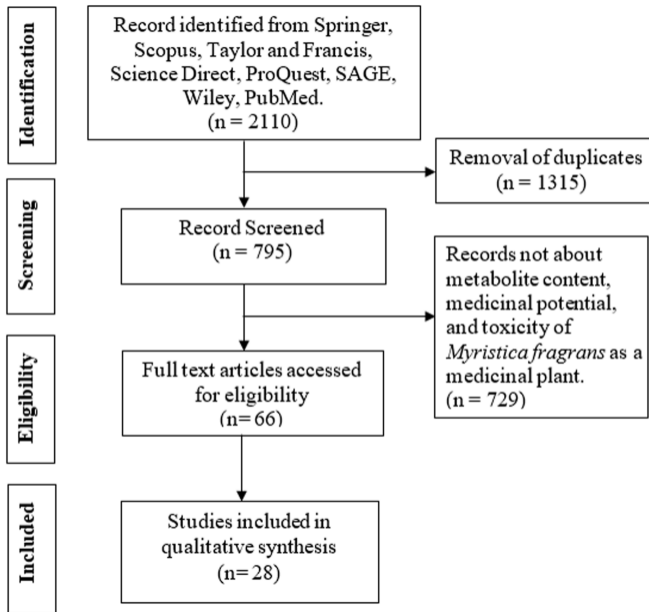 Identification
Record identified from Springer,
Scopus, Taylor and Francis,
Science Direct, ProQuest, SAGE,
Wiley, PubMed.
(n = 2110)
Removal of duplicates
(n = 1315)
Screening
Record Screened
(n = 795)
Records not about
metabolite content,
medicinal potential,
and toxicity of
Myristica fragrans as a
medicinal plant.
(n = 729)
Eligibility
Full text articles accessed
for eligibility
(n=66)
Included
Studies included in
qualitative synthesis
(n=28)